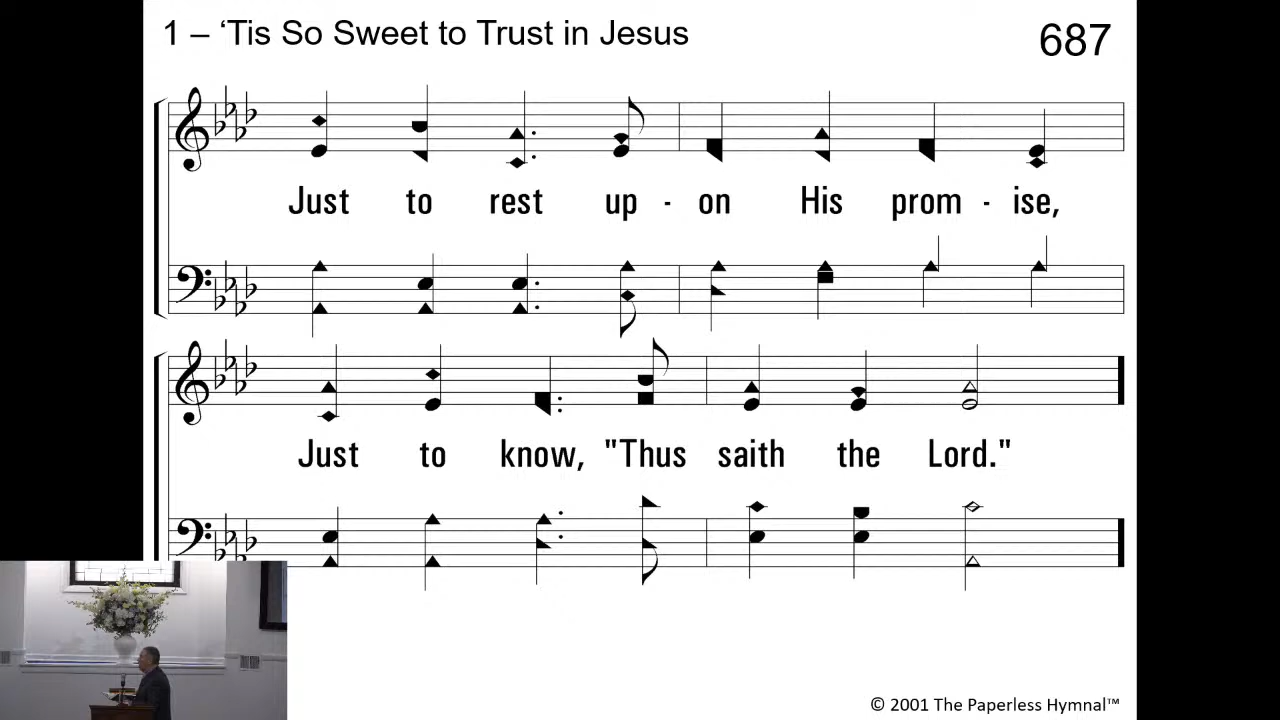 1 – ‘Tis So Sweet to Trust in Jesus
687
Just to rest up - on His prom - ise,
Just to know, "Thus saith the Lord."
© 2001 The Paperless Hymnal™